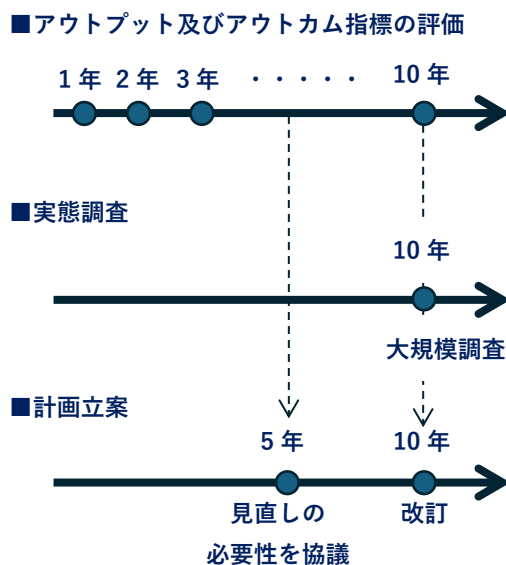 ■アウトプット及びアウトカム指標の評価
1年 2年 3年 ・・・・・ 10年
■実態調査
10年
大規模調査
■計画立案
5年 10年
見直しの 改訂
必要性を協議